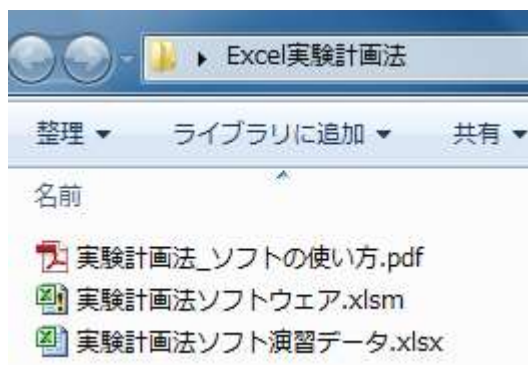 Excel実験計画法
整理 ライブラリに追加 共有
名前
実験計画法_ソフトの使い方.pdf
実験計画法ソフトウェア.xlsm
実験計画法ソフト演習データ.xlsx